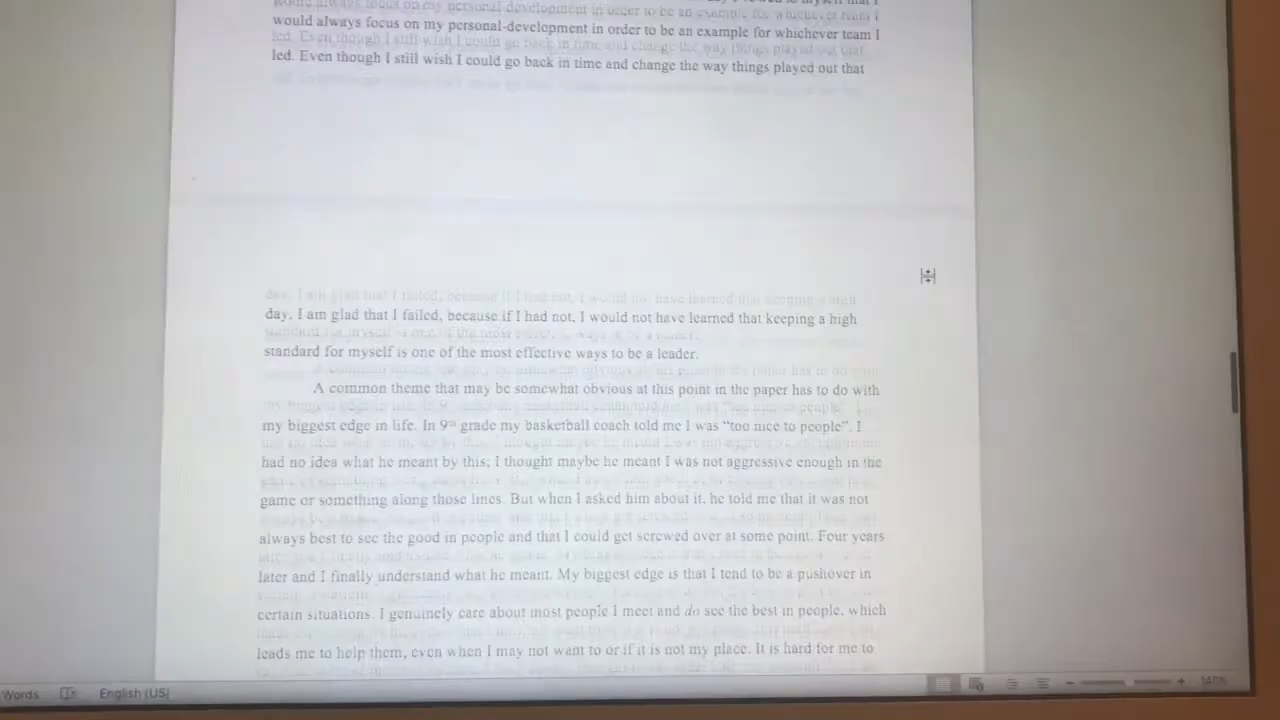 would always focus on my personal-development in order to be an example for whichever team I
led. Even though I still wish I could go back in time and change the way things played out that
day, I am glad that I failed, because if I had not, I would not have learned that keeping a high
standard for myself is one of the most effective ways to be a leader.
A common theme that may be somewhat obvious at this point in the paper has to do with
my biggest edge in life. In 9th grade my basketball coach told me I was “too nice to people”. I
had no idea what he meant by this; I thought maybe he meant I was not aggressive enough in the
game or something along those lines. But when I asked him about it, he told me that it was not
always best to see the good in people and that I could get screwed over at some point. Four years
later and I finally understand what he meant. My biggest edge is that I tend to be a pushover in
certain situations. I genuinely care about most people I meet and do see the best in people, which
leads me to help them, even when I may not want to or if it is not my place. It is hard for me to
Words English (US) 140%